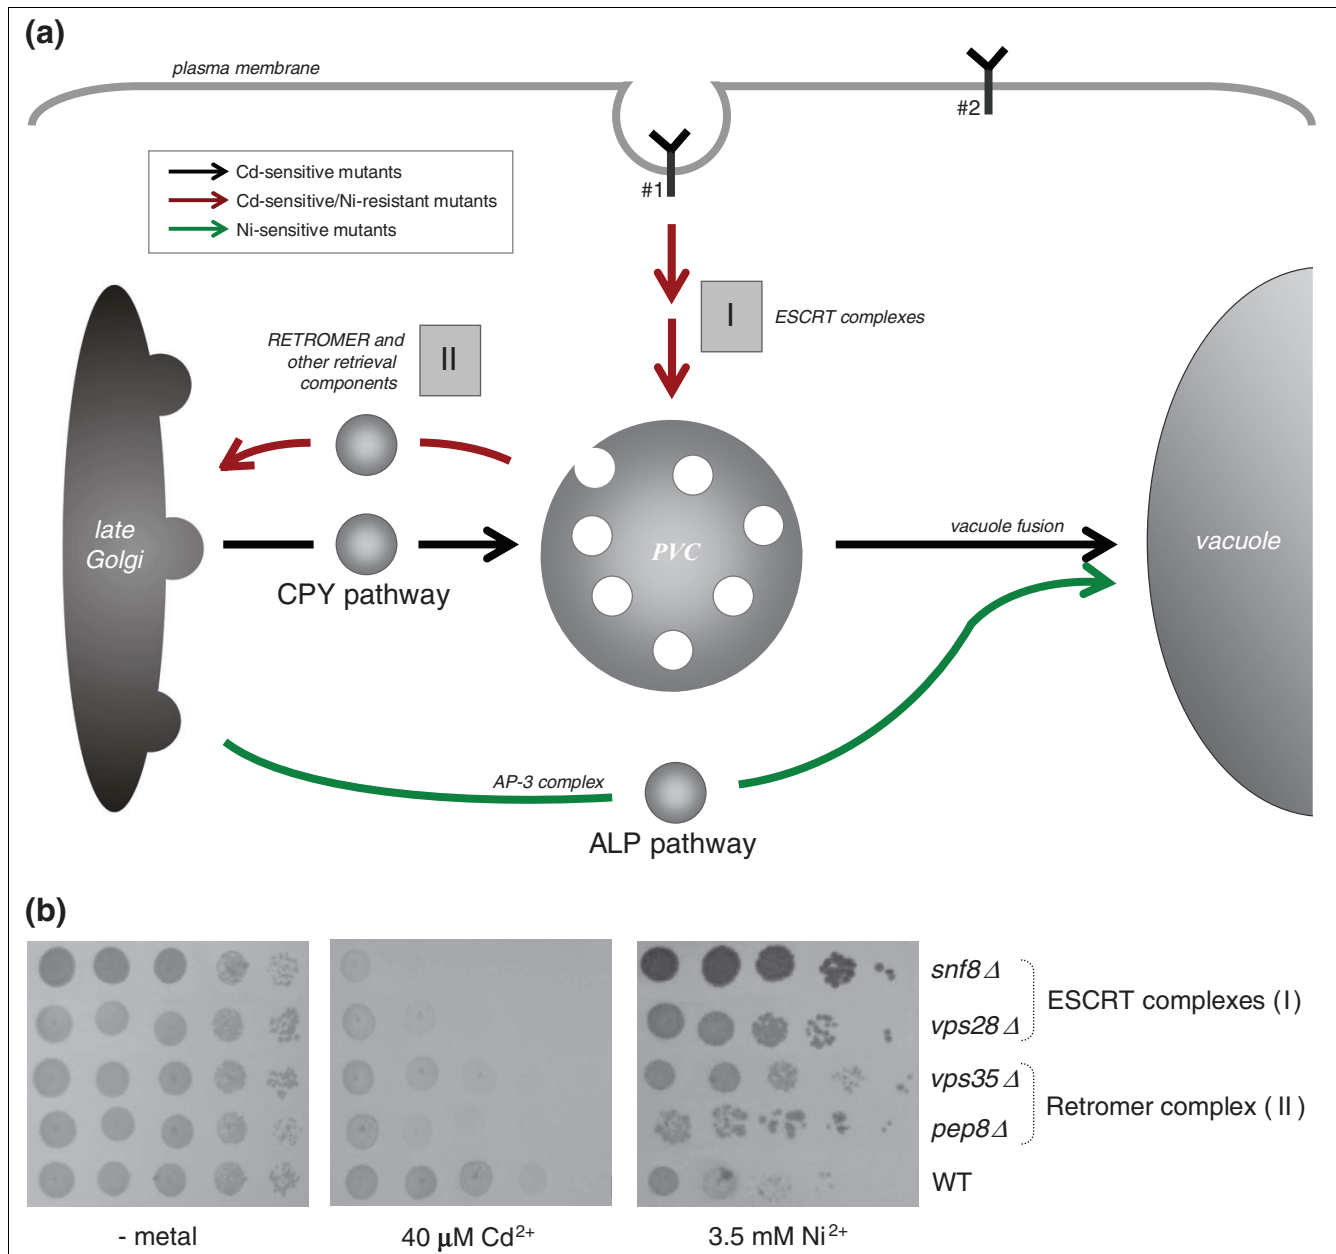 (a)
plasma membrane
#2
#1
Cd-sensitive mutants
Cd-sensitive/Ni-resistant mutants
Ni-sensitive mutants
I
ESCRT complexes
RETROMER and
other retrieval
components
II
late
Golgi
CPY pathway
PVC
vacuole fusion
vacuole
AP-3 complex
ALP pathway
(b)
snf8Δ
vps28Δ
ESCRT complexes (I)
vps35Δ
pep8Δ
Retromer complex (II)
WT
- metal
40 μM Cd²⁺
3.5 mM Ni²⁺